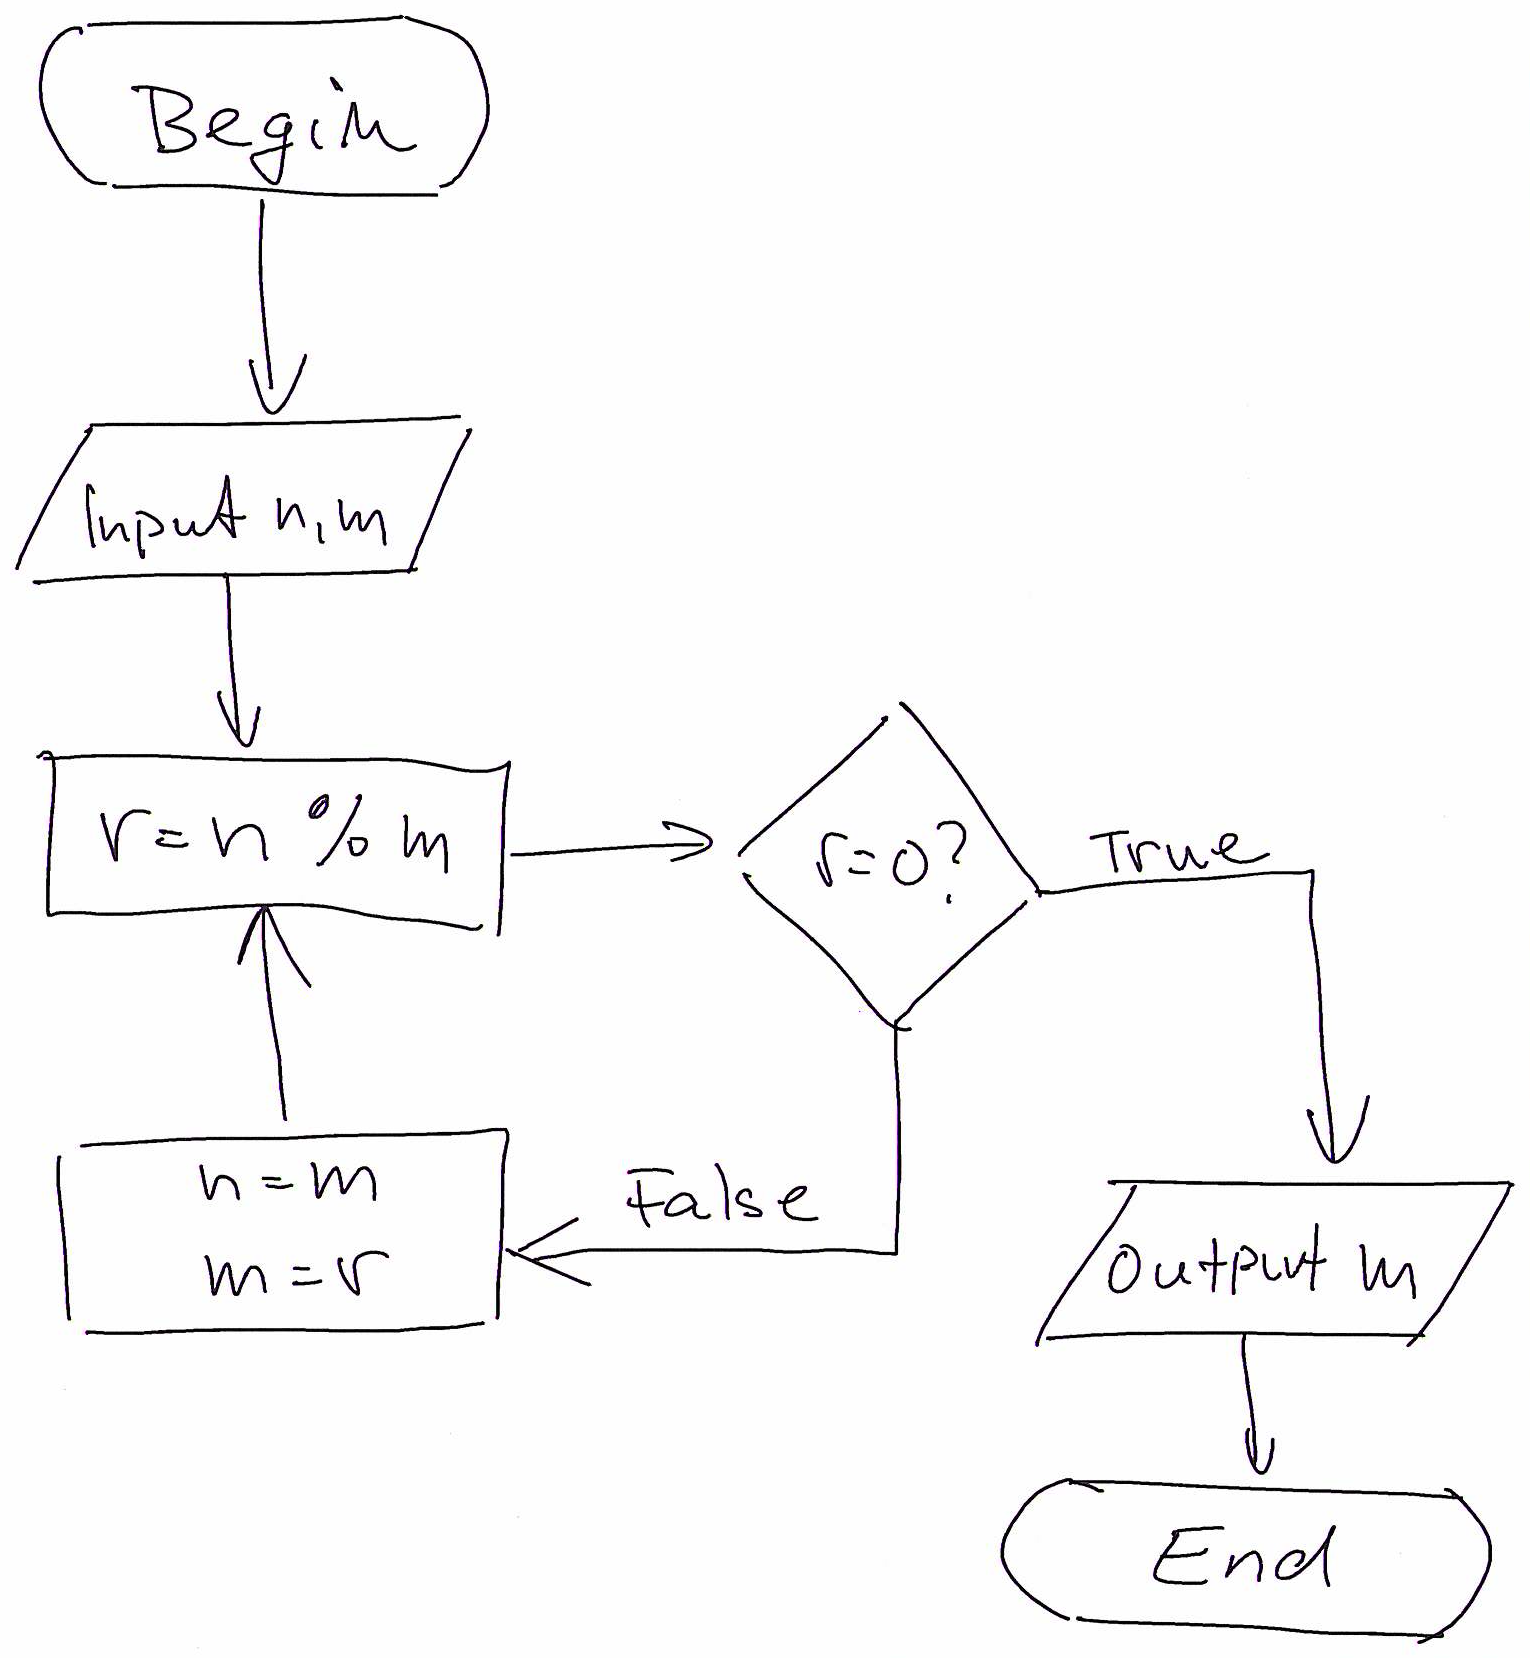 Begin
Input n, m
r = n % m
r = 0?
True
False
n = m
m = r
Output m
End